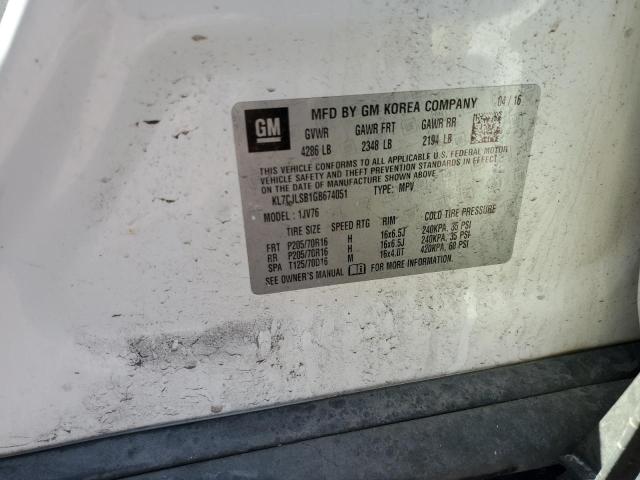 MFD BY GM KOREA COMPANY 04/16
GM
GVWR GAWR FRT GAWR RR
4286 LB 2348 LB 2194 LB
THIS VEHICLE CONFORMS TO ALL APPLICABLE U.S. FEDERAL MOTOR
VEHICLE SAFETY AND THEFT PREVENTION STANDARDS IN EFFECT
ON THE DATE OF MANUFACTURE SHOWN ABOVE.
KL7CJLSB1GB674051 TYPE: MPV
MODEL: 1JV76
TIRE SIZE SPEED RTG RIM COLD TIRE PRESSURE
FRT P205/70R16 H 16x6.5J 240KPA, 35 PSI
RR P205/70R16 H 16x6.5J 240KPA, 35 PSI
SPA T125/70D16 M 16x4.0T 420KPA, 60 PSI
SEE OWNER'S MANUAL FOR MORE INFORMATION.